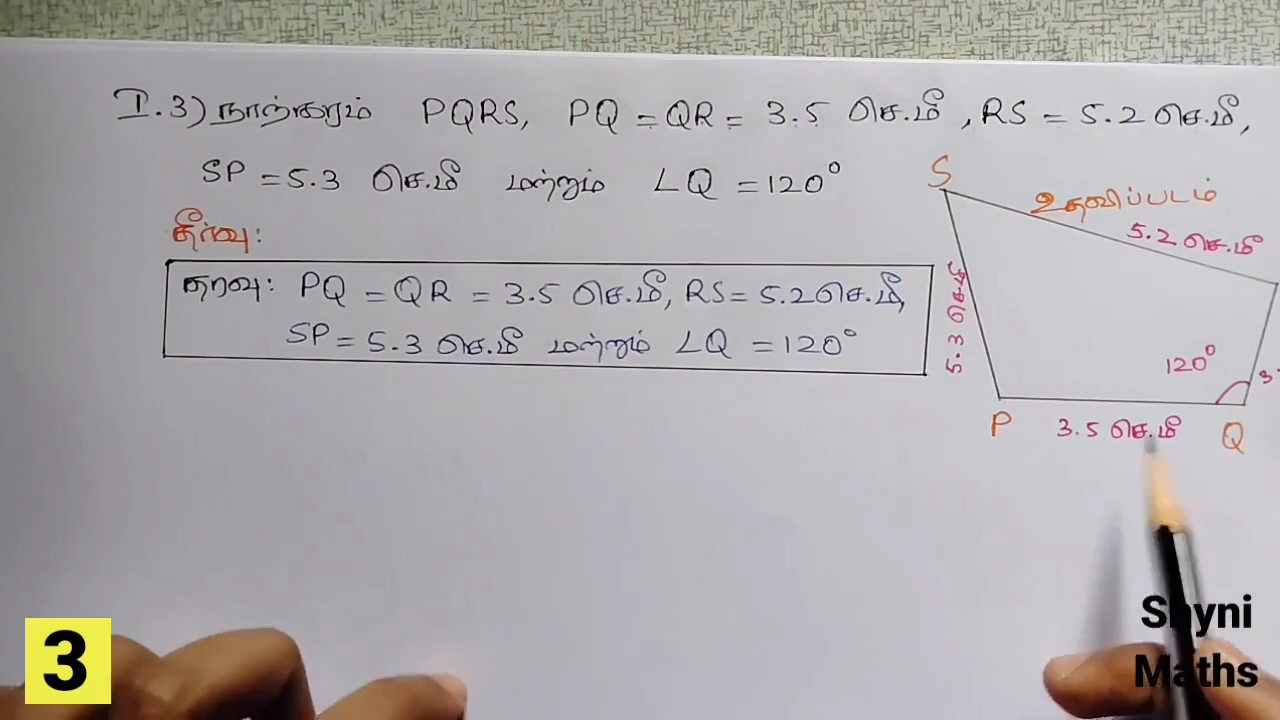 I.3) நாற்கரம் PQRS, PQ = QR = 3.5 செ.மீ, RS = 5.2 செ.மீ,
SP = 5.3 செ.மீ மற்றும் ∠Q = 120°
தீர்வு:
தரவு: PQ = QR = 3.5 செ.மீ, RS = 5.2 செ.மீ,
SP = 5.3 செ.மீ மற்றும் ∠Q = 120°
S
உதவிப்படம்
5.2 செ.மீ
5.3 செ.மீ
120°
3.
P 3.5 செ.மீ Q
3
Shyni
Maths